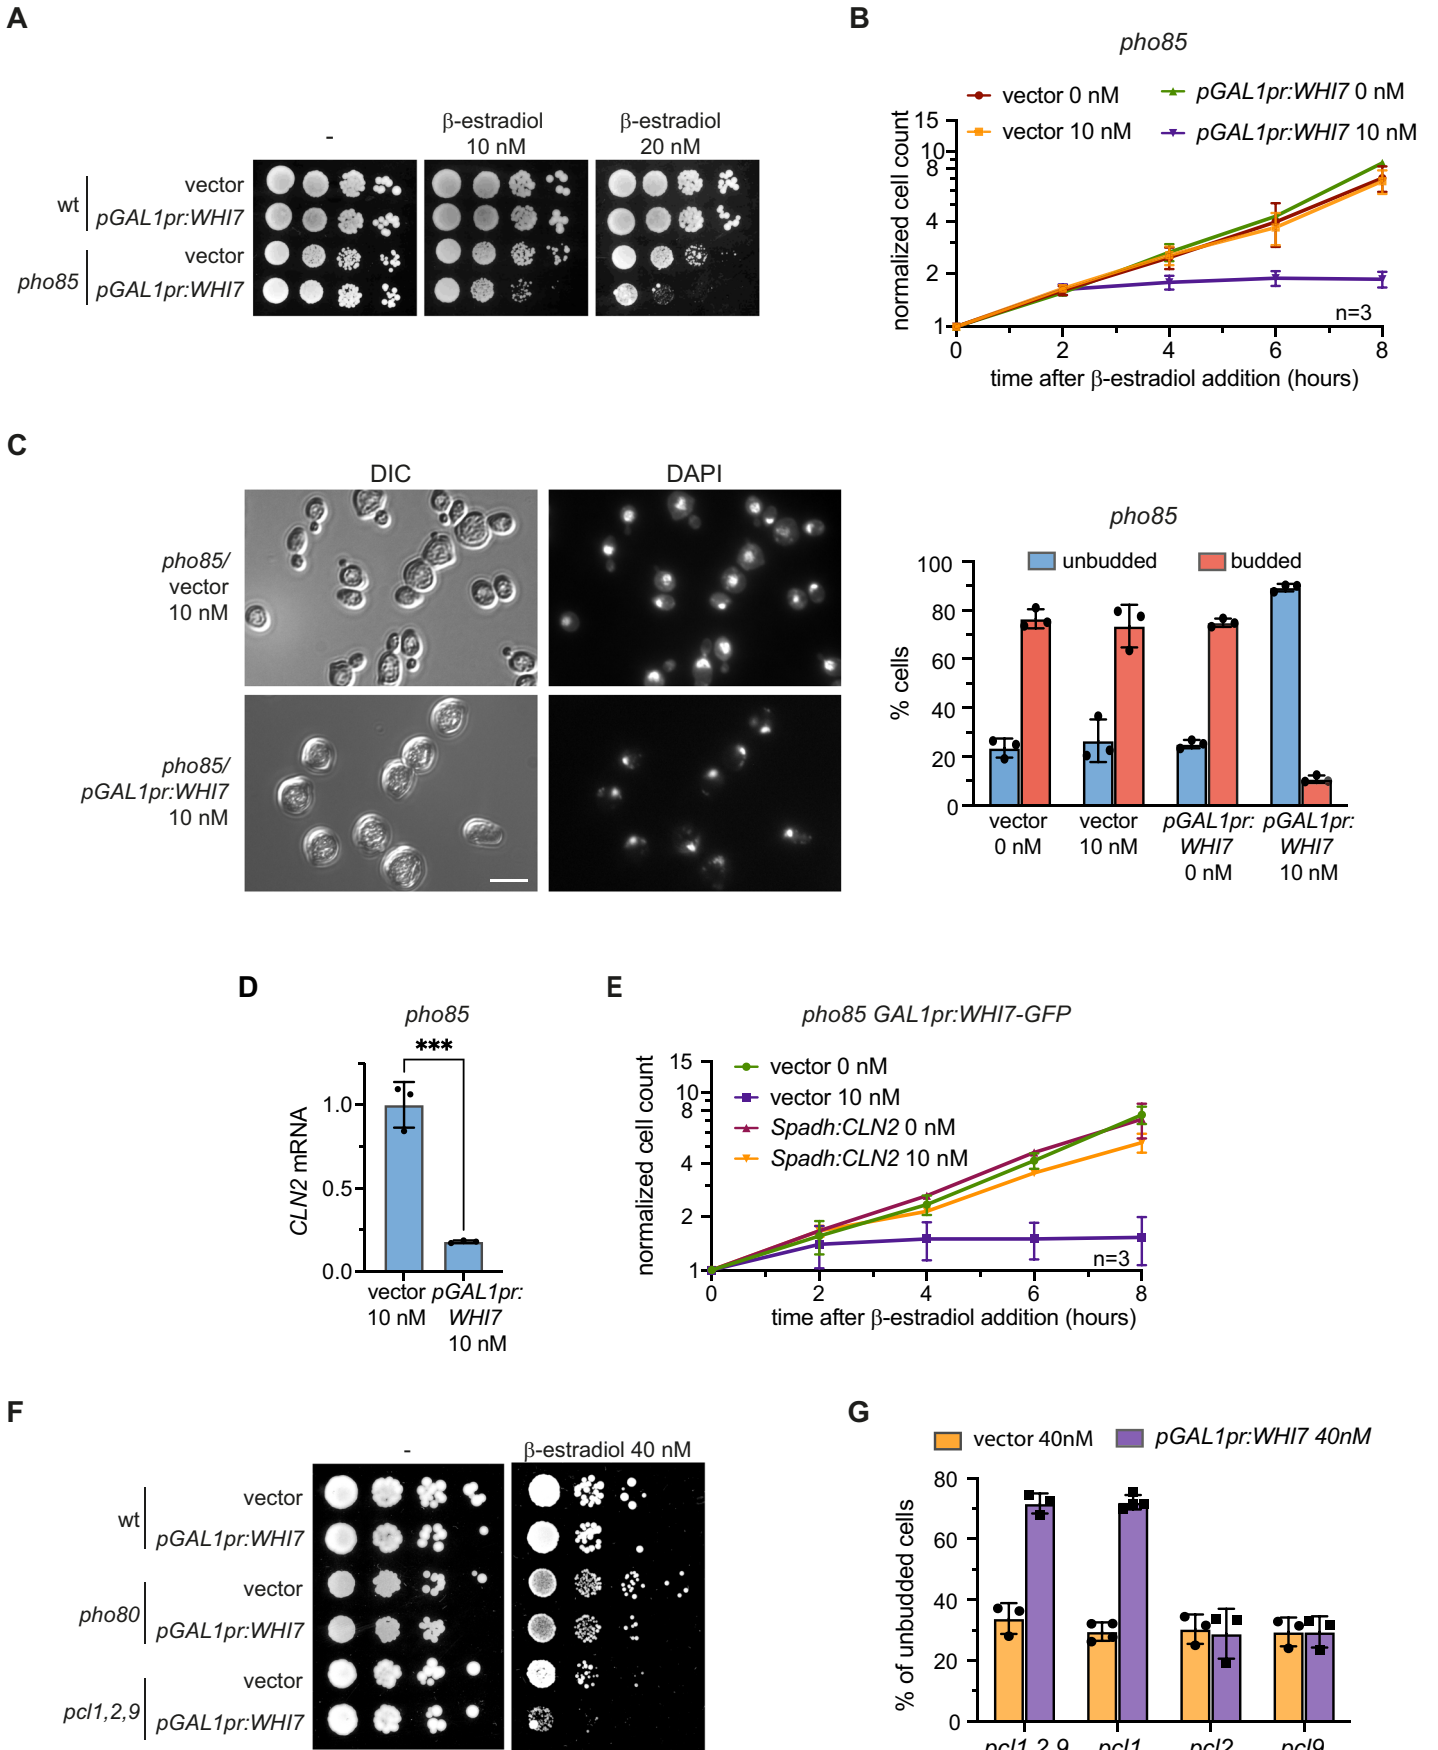 A
-
β-estradiol
10 nM
β-estradiol
20 nM
wt
vector
pGAL1pr:WHI7
pho85
vector
pGAL1pr:WHI7
B
pho85
vector 0 nM
pGAL1pr:WHI7 0 nM
vector 10 nM
pGAL1pr:WHI7 10 nM
normalized cell count
15
10
8
4
2
1
n=3
0
2
4
6
8
time after β-estradiol addition (hours)
C
DIC
DAPI
pho85/
vector
10 nM
pho85/
pGAL1pr:WHI7
10 nM
pho85
unbudded
budded
% cells
100
80
60
40
20
0
vector
0 nM
vector
10 nM
pGAL1pr:
WHI7
0 nM
pGAL1pr:
WHI7
10 nM
D
pho85
***
CLN2 mRNA
1.0
0.5
0.0
vector
10 nM
pGAL1pr:
WHI7
10 nM
E
pho85 GAL1pr:WHI7-GFP
vector 0 nM
vector 10 nM
Spadh:CLN2 0 nM
Spadh:CLN2 10 nM
normalized cell count
15
10
8
4
2
1
n=3
0
2
4
6
8
time after β-estradiol addition (hours)
F
-
β-estradiol 40 nM
wt
vector
pGAL1pr:WHI7
pho80
vector
pGAL1pr:WHI7
pcl1,2,9
vector
pGAL1pr:WHI7
G
vector 40nM
pGAL1pr:WHI7 40nM
% of unbudded cells
80
60
40
20
0
pcl1,2,9
pcl1
pcl2
pcl9